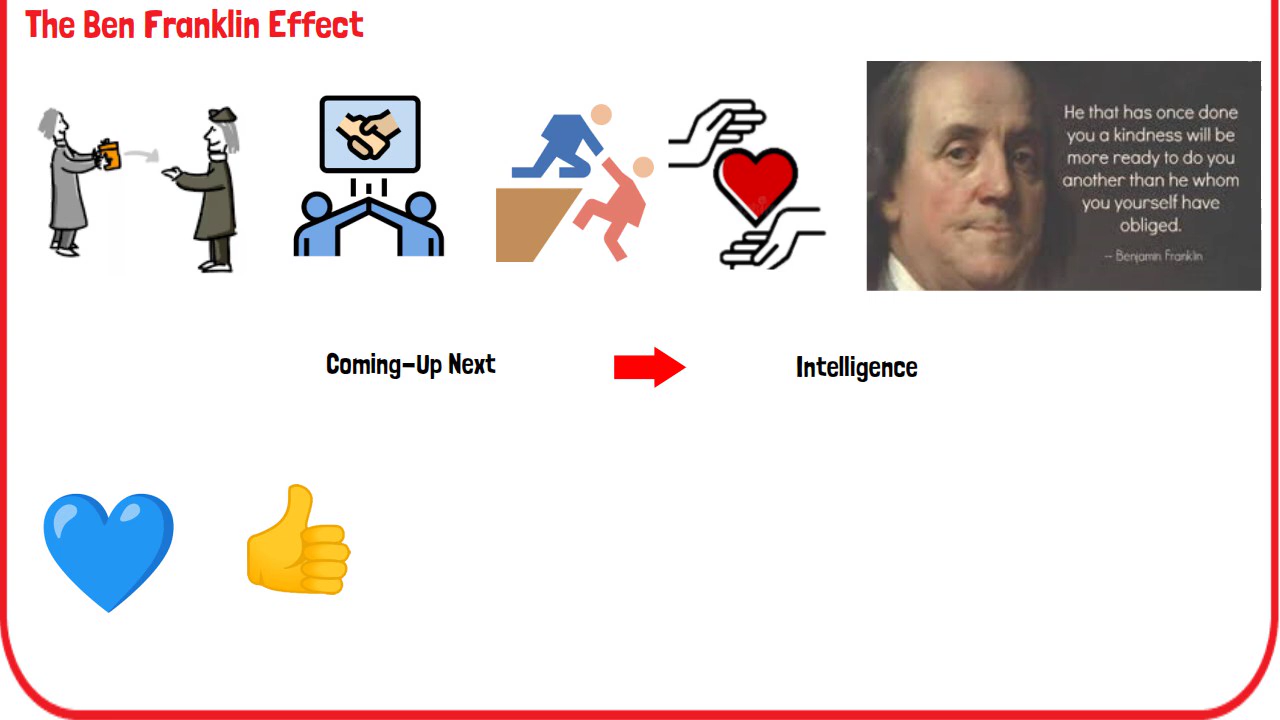 The Ben Franklin Effect
He that has once done
you a kindness will be
more ready to do you
another than he whom
you yourself have
obliged.
-- Benjamin Franklin
Coming-Up Next
Intelligence